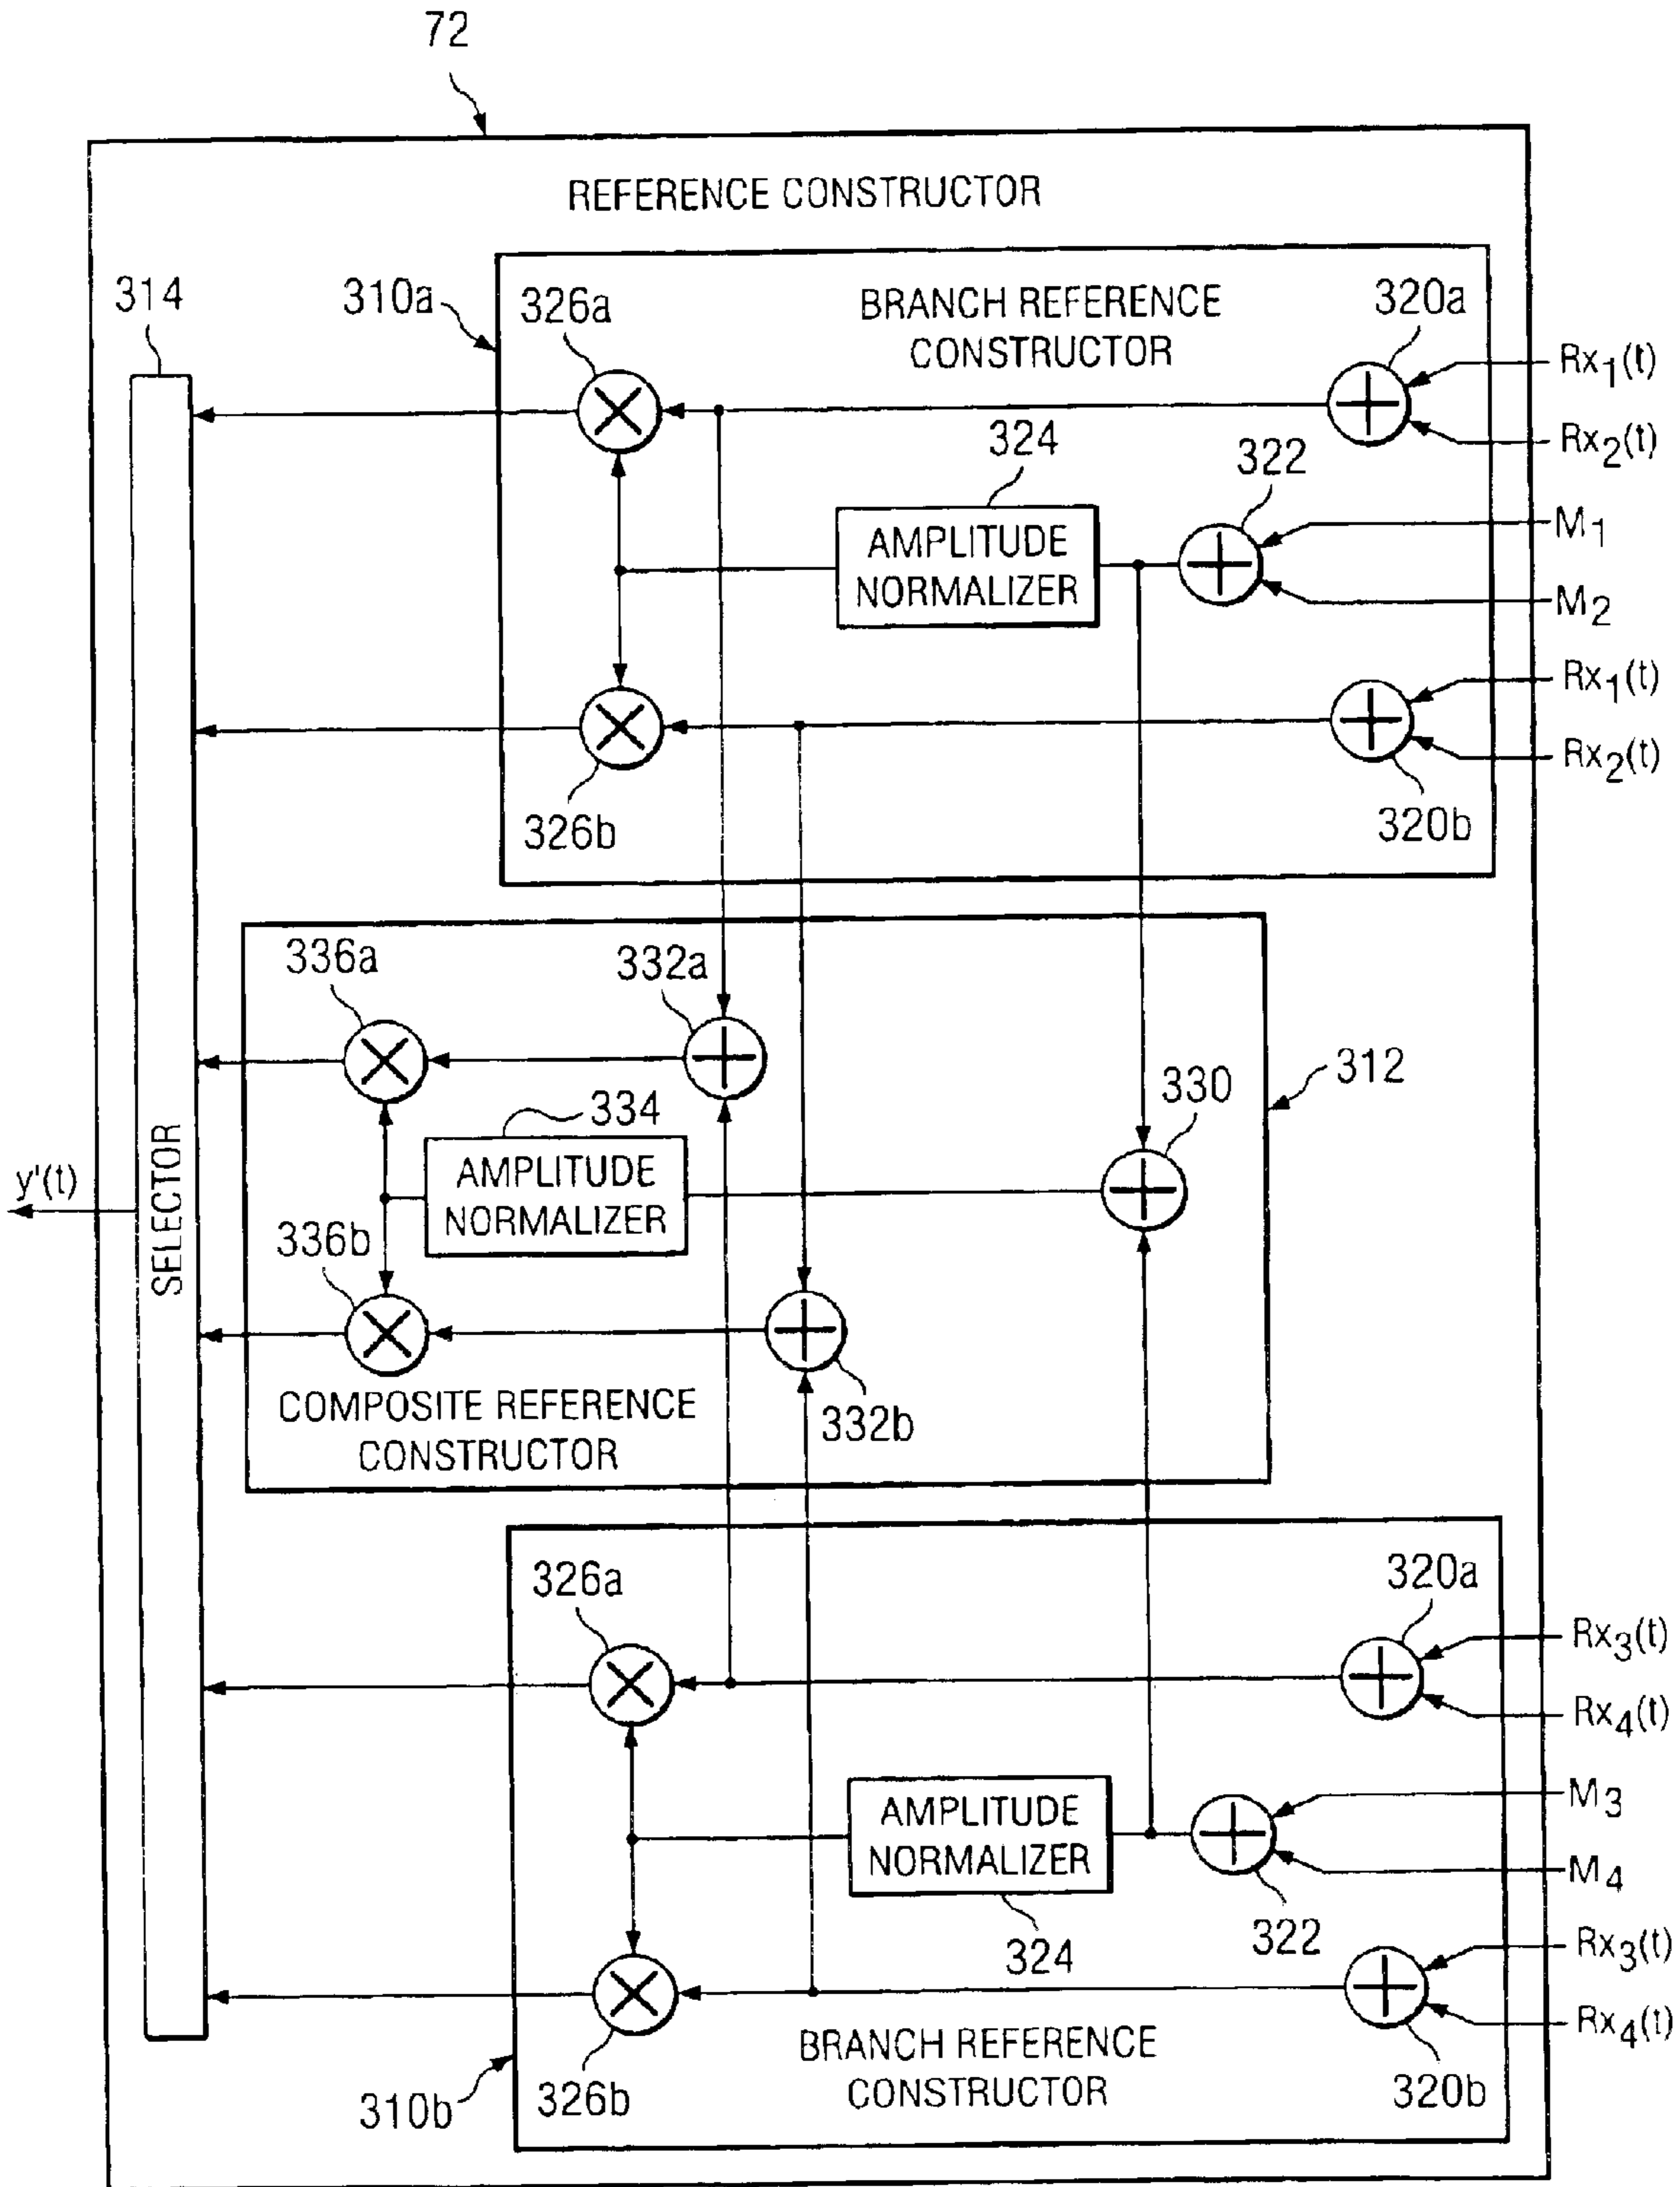 72
REFERENCE CONSTRUCTOR
314
310a
326a
BRANCH REFERENCE
CONSTRUCTOR
320a
Rx1(t)
Rx2(t)
324
322
AMPLITUDE
NORMALIZER
M1
M2
Rx1(t)
Rx2(t)
326b
320b
336a
332a
330
312
334
AMPLITUDE
NORMALIZER
SELECTOR
y'(t)
336b
332b
COMPOSITE REFERENCE
CONSTRUCTOR
326a
320a
Rx3(t)
Rx4(t)
AMPLITUDE
NORMALIZER
M3
M4
324
322
Rx3(t)
Rx4(t)
326b
320b
BRANCH REFERENCE
CONSTRUCTOR
310b